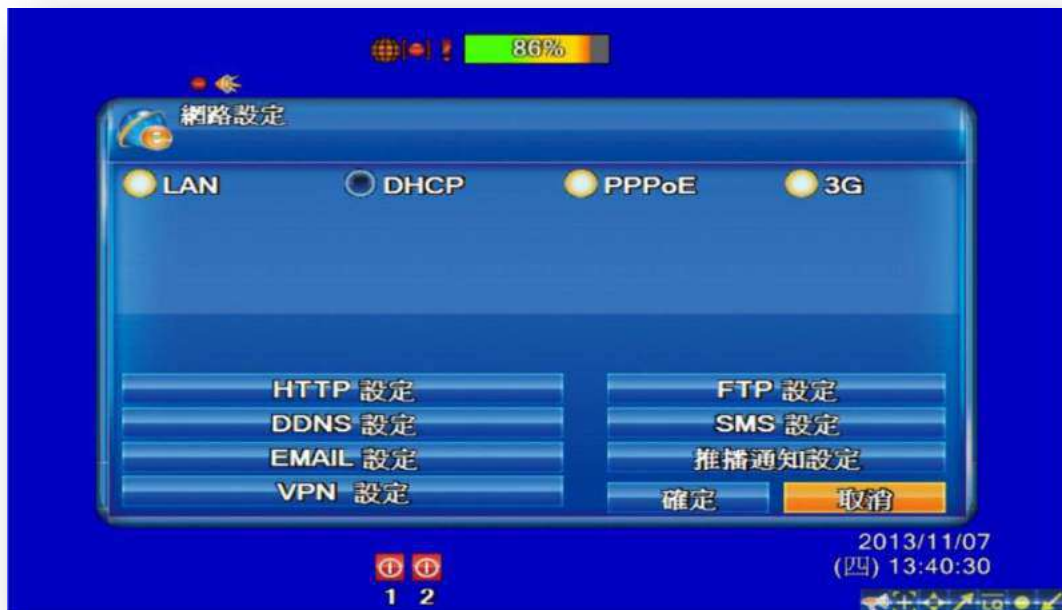 86%
網路設定
LAN DHCP PPPoE 3G
HTTP 設定 FTP 設定
DDNS 設定 SMS 設定
EMAIL 設定 推播通知設定
VPN 設定 確定 取消
2013/11/07
(四) 13:40:30
1 2